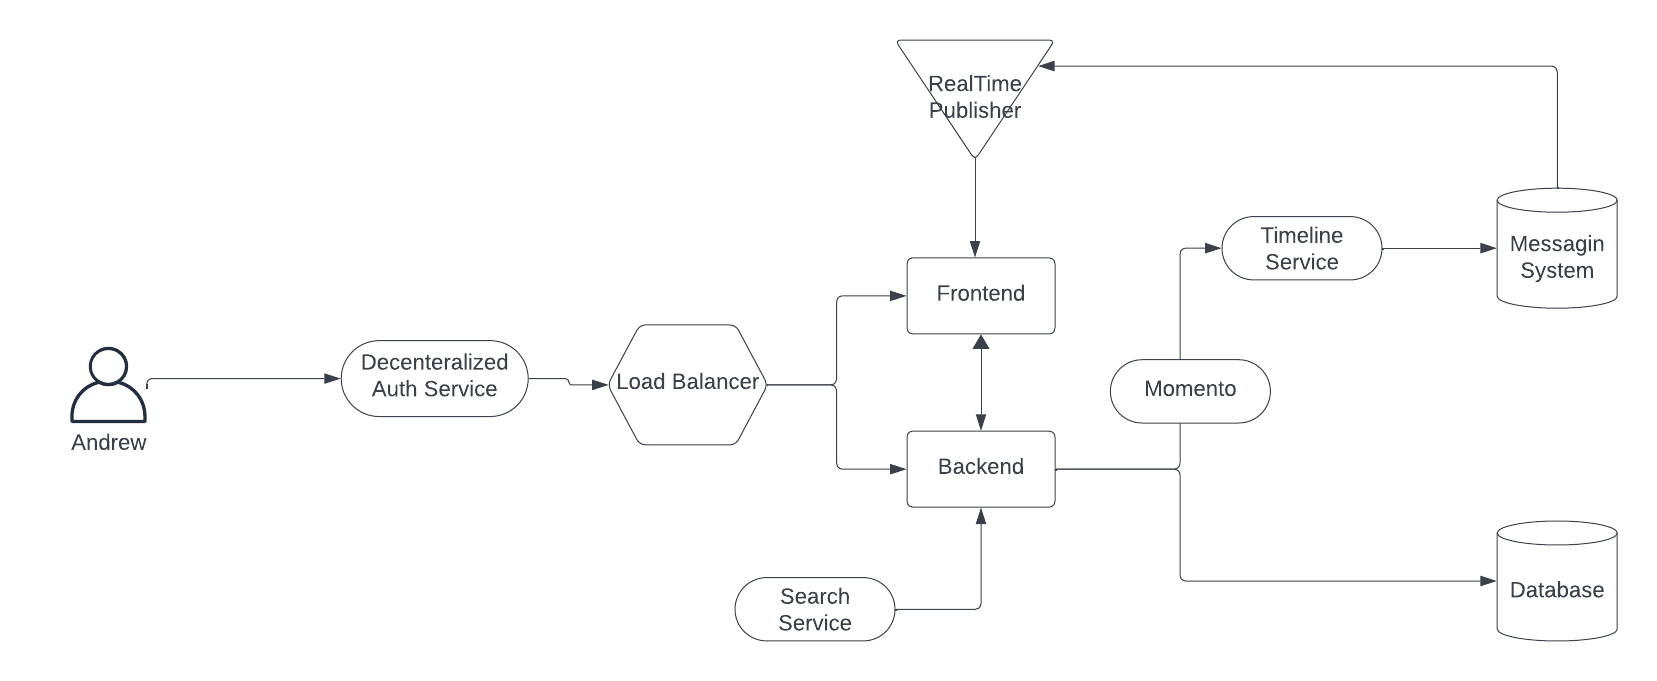 RealTime
Publisher
Timeline
Service
Messagin
System
Frontend
Decenteralized
Auth Service
Load Balancer
Momento
Andrew
Backend
Search
Service
Database